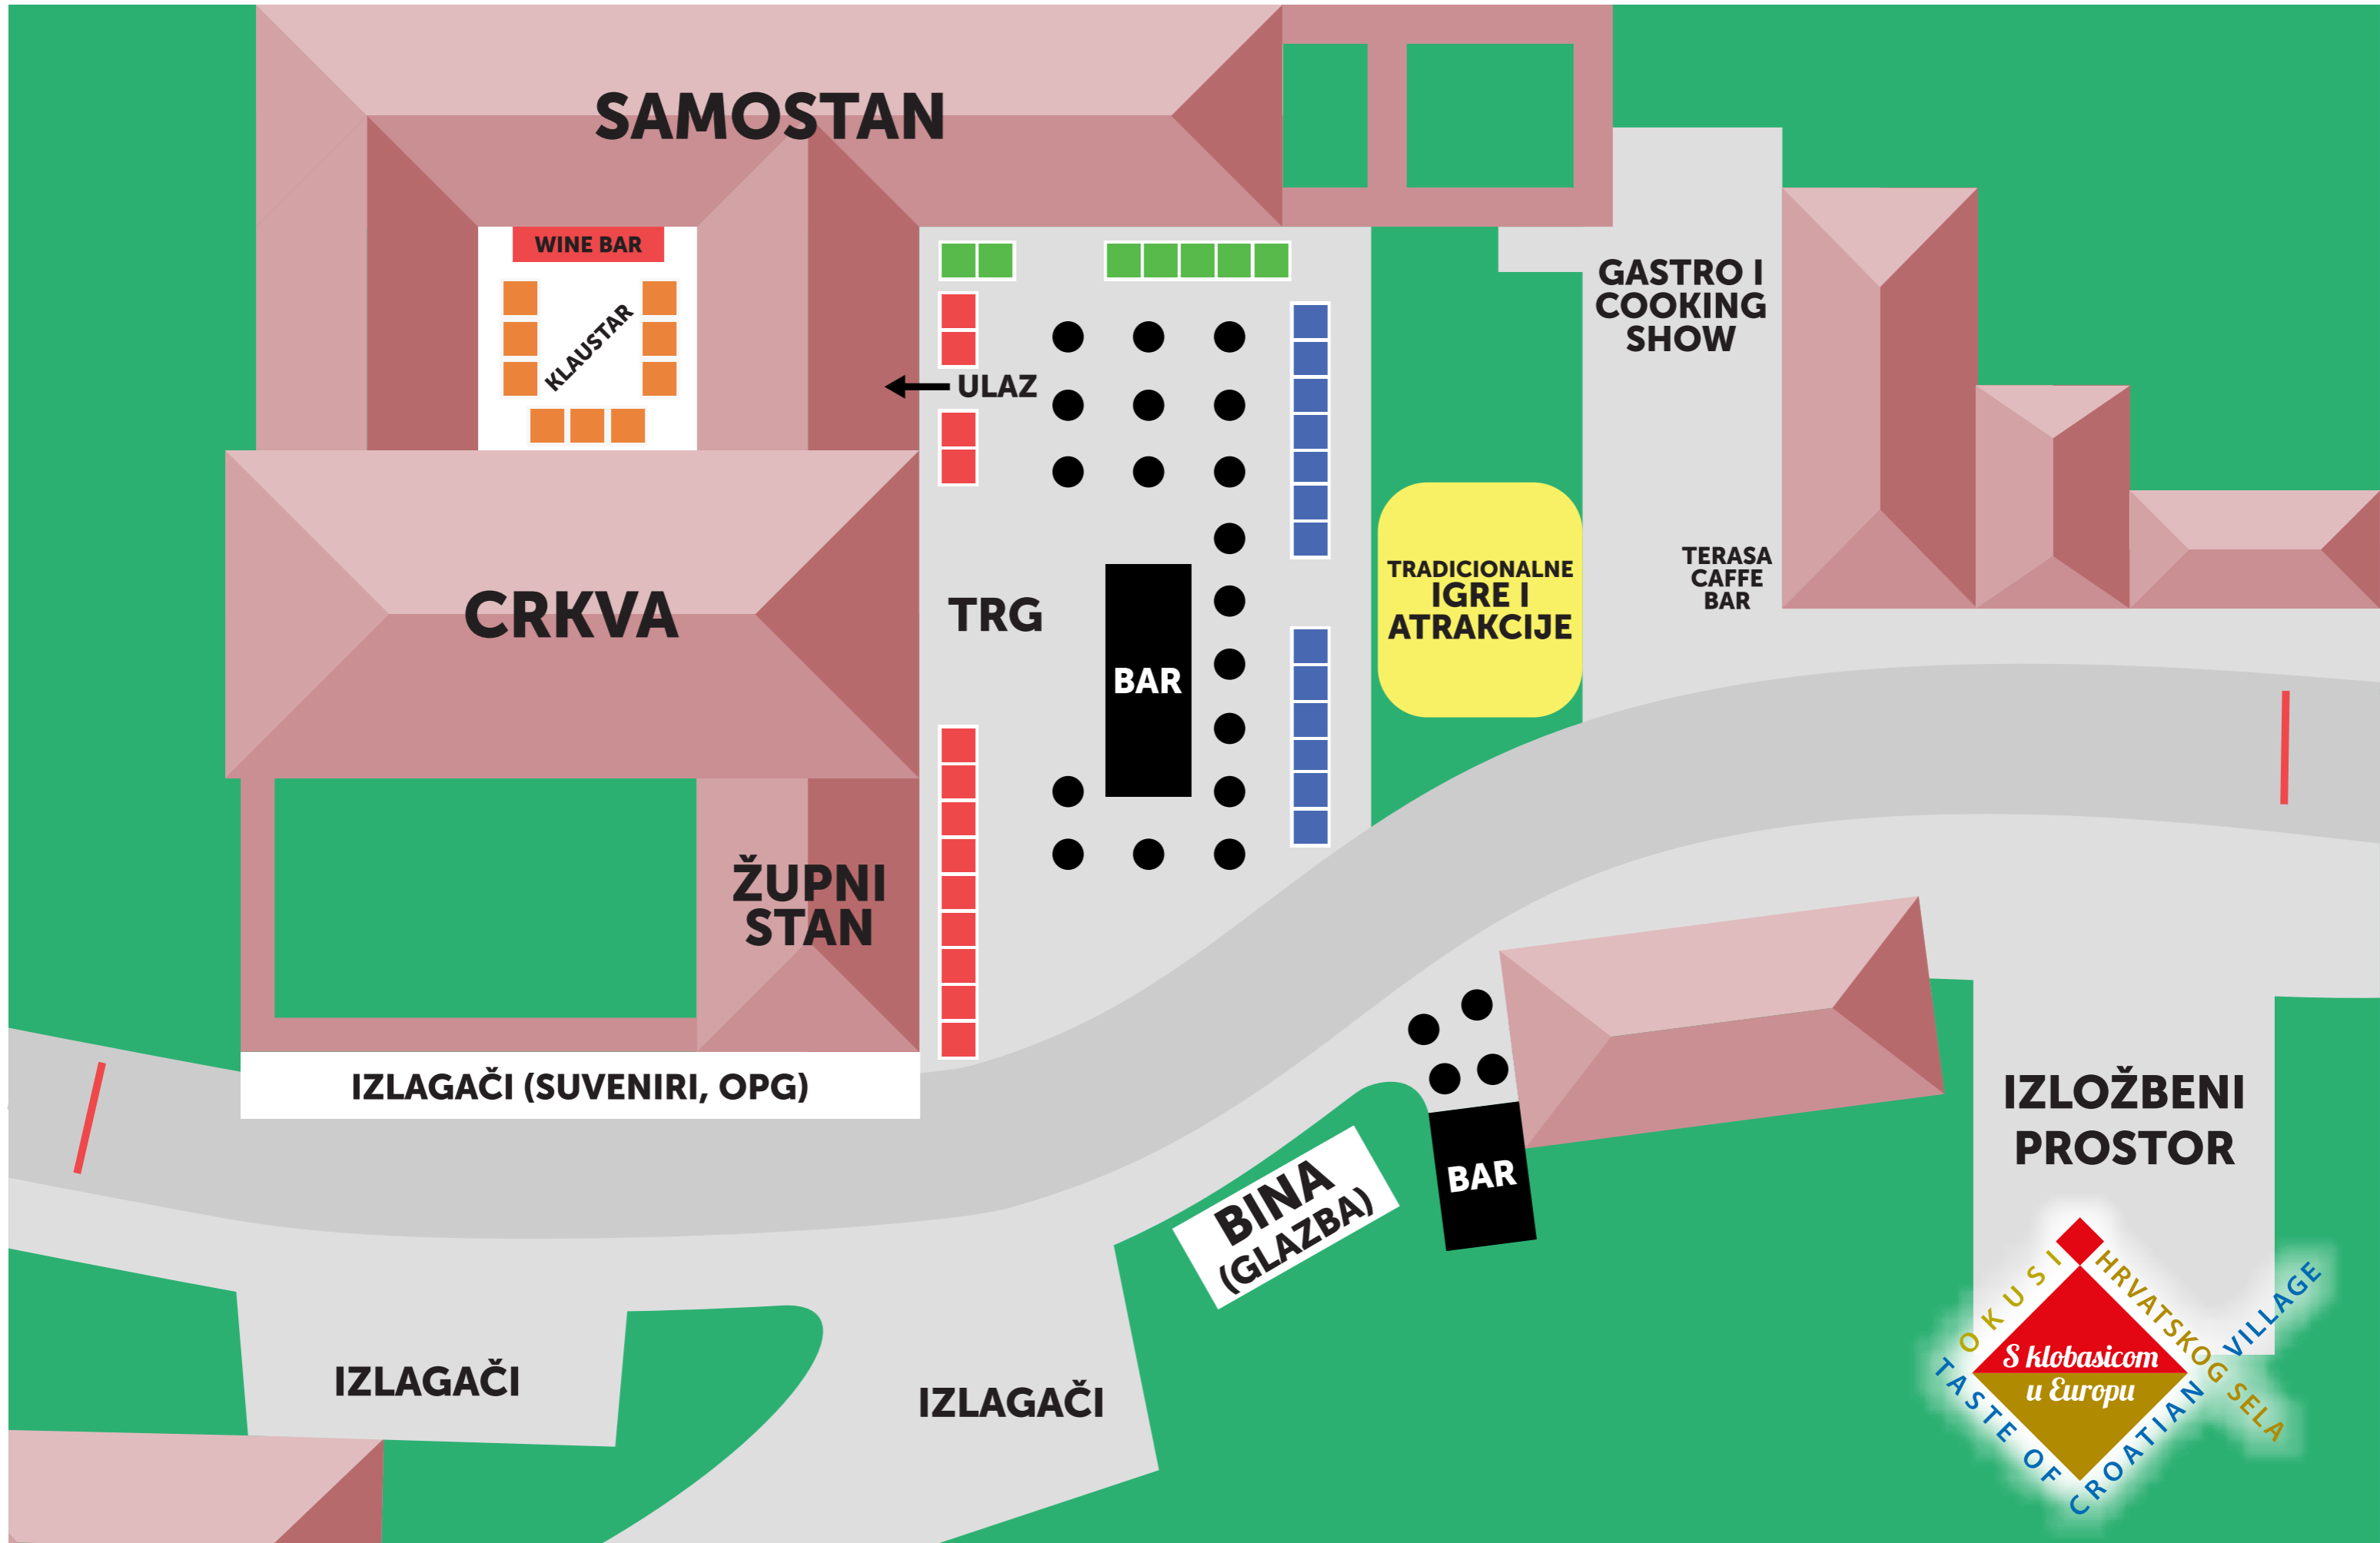 SAMOSTAN
WINE BAR
KLAUSTAR
ULAZ
GASTRO I
COOKING
SHOW
TERASA
CAFFE
BAR
TRADICIONALNE
IGRE I
ATRAKCIJE
CRKVA
TRG
BAR
ŽUPNI
STAN
IZLAGAČI (SUVENIRI, OPG)
BINA
(GLAZBA)
BAR
IZLOŽBENI
PROSTOR
IZLAGAČI
IZLAGAČI
TOKUSI HRVATSKOG SELA
S klobasicom
u Europu
TASTE OF CROATIAN VILLAGE